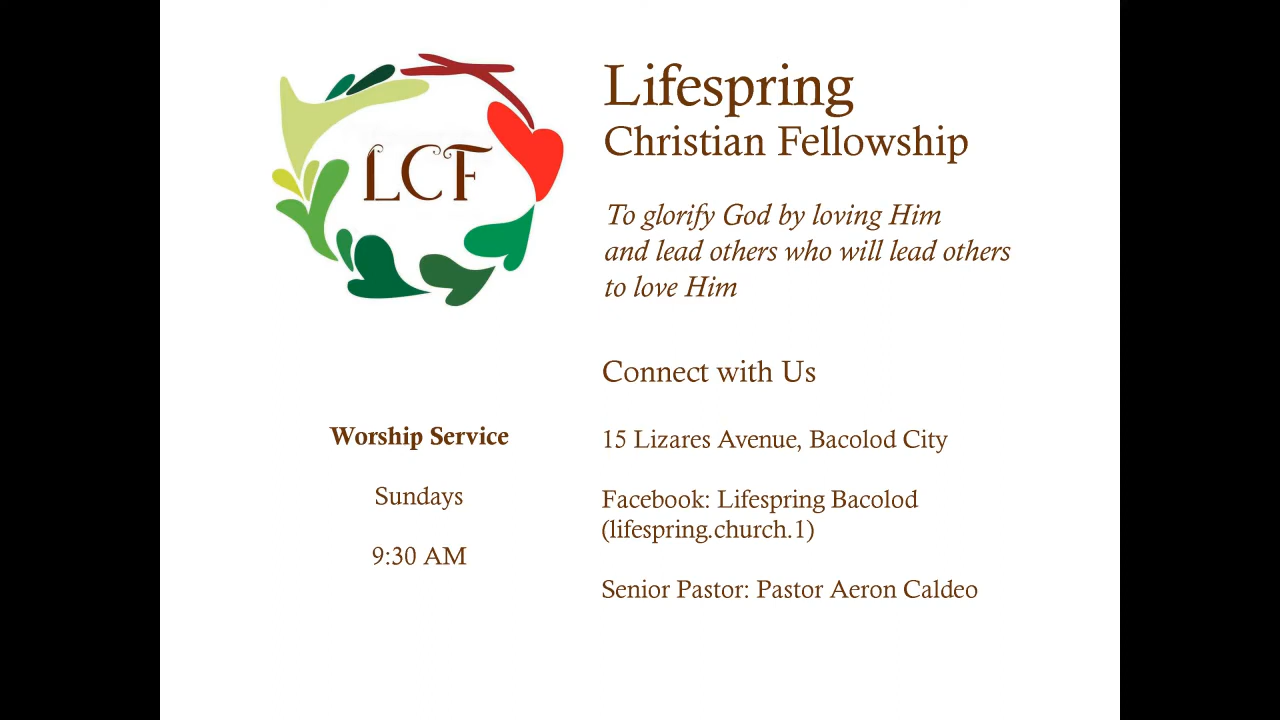 LCF
Lifespring
Christian Fellowship
To glorify God by loving Him
and lead others who will lead others
to love Him
Connect with Us
Worship Service
Sundays
9:30 AM
15 Lizares Avenue, Bacolod City
Facebook: Lifespring Bacolod
(lifespring.church.1)
Senior Pastor: Pastor Aeron Caldeo